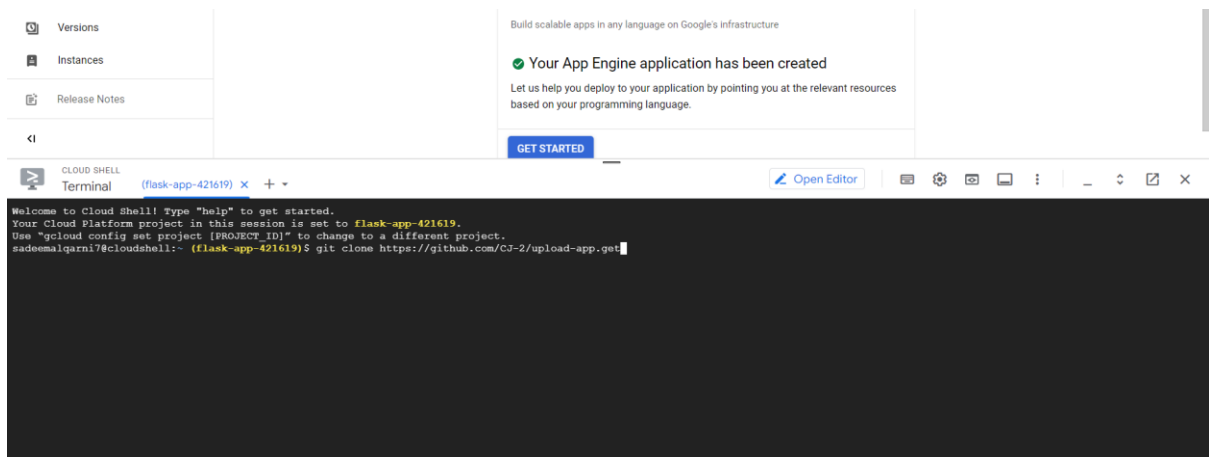 Versions
Instances
Release Notes
Build scalable apps in any language on Google's infrastructure
Your App Engine application has been created
Let us help you deploy to your application by pointing you at the relevant resources
based on your programming language.
GET STARTED
CLOUD SHELL
Terminal
(flask-app-421619)
Open Editor
Welcome to Cloud Shell! Type "help" to get started.
Your Cloud Platform project in this session is set to flask-app-421619.
Use "gcloud config set project [PROJECT_ID]" to change to a different project.
sadeemalqarni7@cloudshell:~ (flask-app-421619)$ git clone https://github.com/CJ-2/upload-app.get